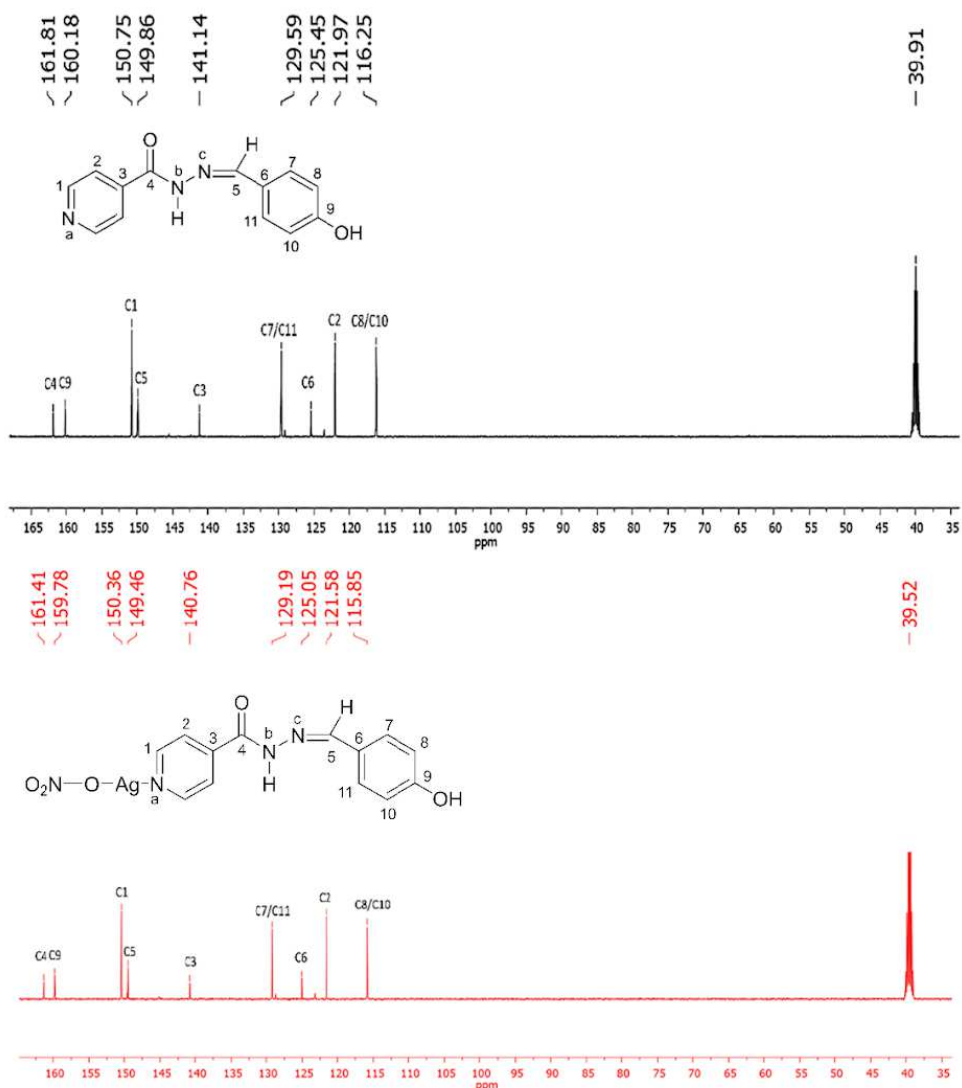 161.81 160.18 150.75 149.86 141.14 129.59 125.45 121.97 116.25 39.91
O H
2 N c 7
1 3 N b 6 8
4 5
N H 9
a 11 OH
10
C1
C7/C11 C2 C8/C10
C4 C9 C5 C3 C6
165 160 155 150 145 140 135 130 125 120 115 110 105 100 95 90 85 80 75 70 65 60 55 50 45 40 35
ppm
161.41 159.78 150.36 149.46 140.76 129.19 125.05 121.58 115.85 39.52
O H
2 N c 7
1 3 N b 6 8
4 5
O₂N O Ag N H 9
a 11 OH
10
C1 C2
C7/C11 C8/C10
C4 C9 C5 C3 C6
160 155 150 145 140 135 130 125 120 115 110 105 100 95 90 85 80 75 70 65 60 55 50 45 40 35
ppm